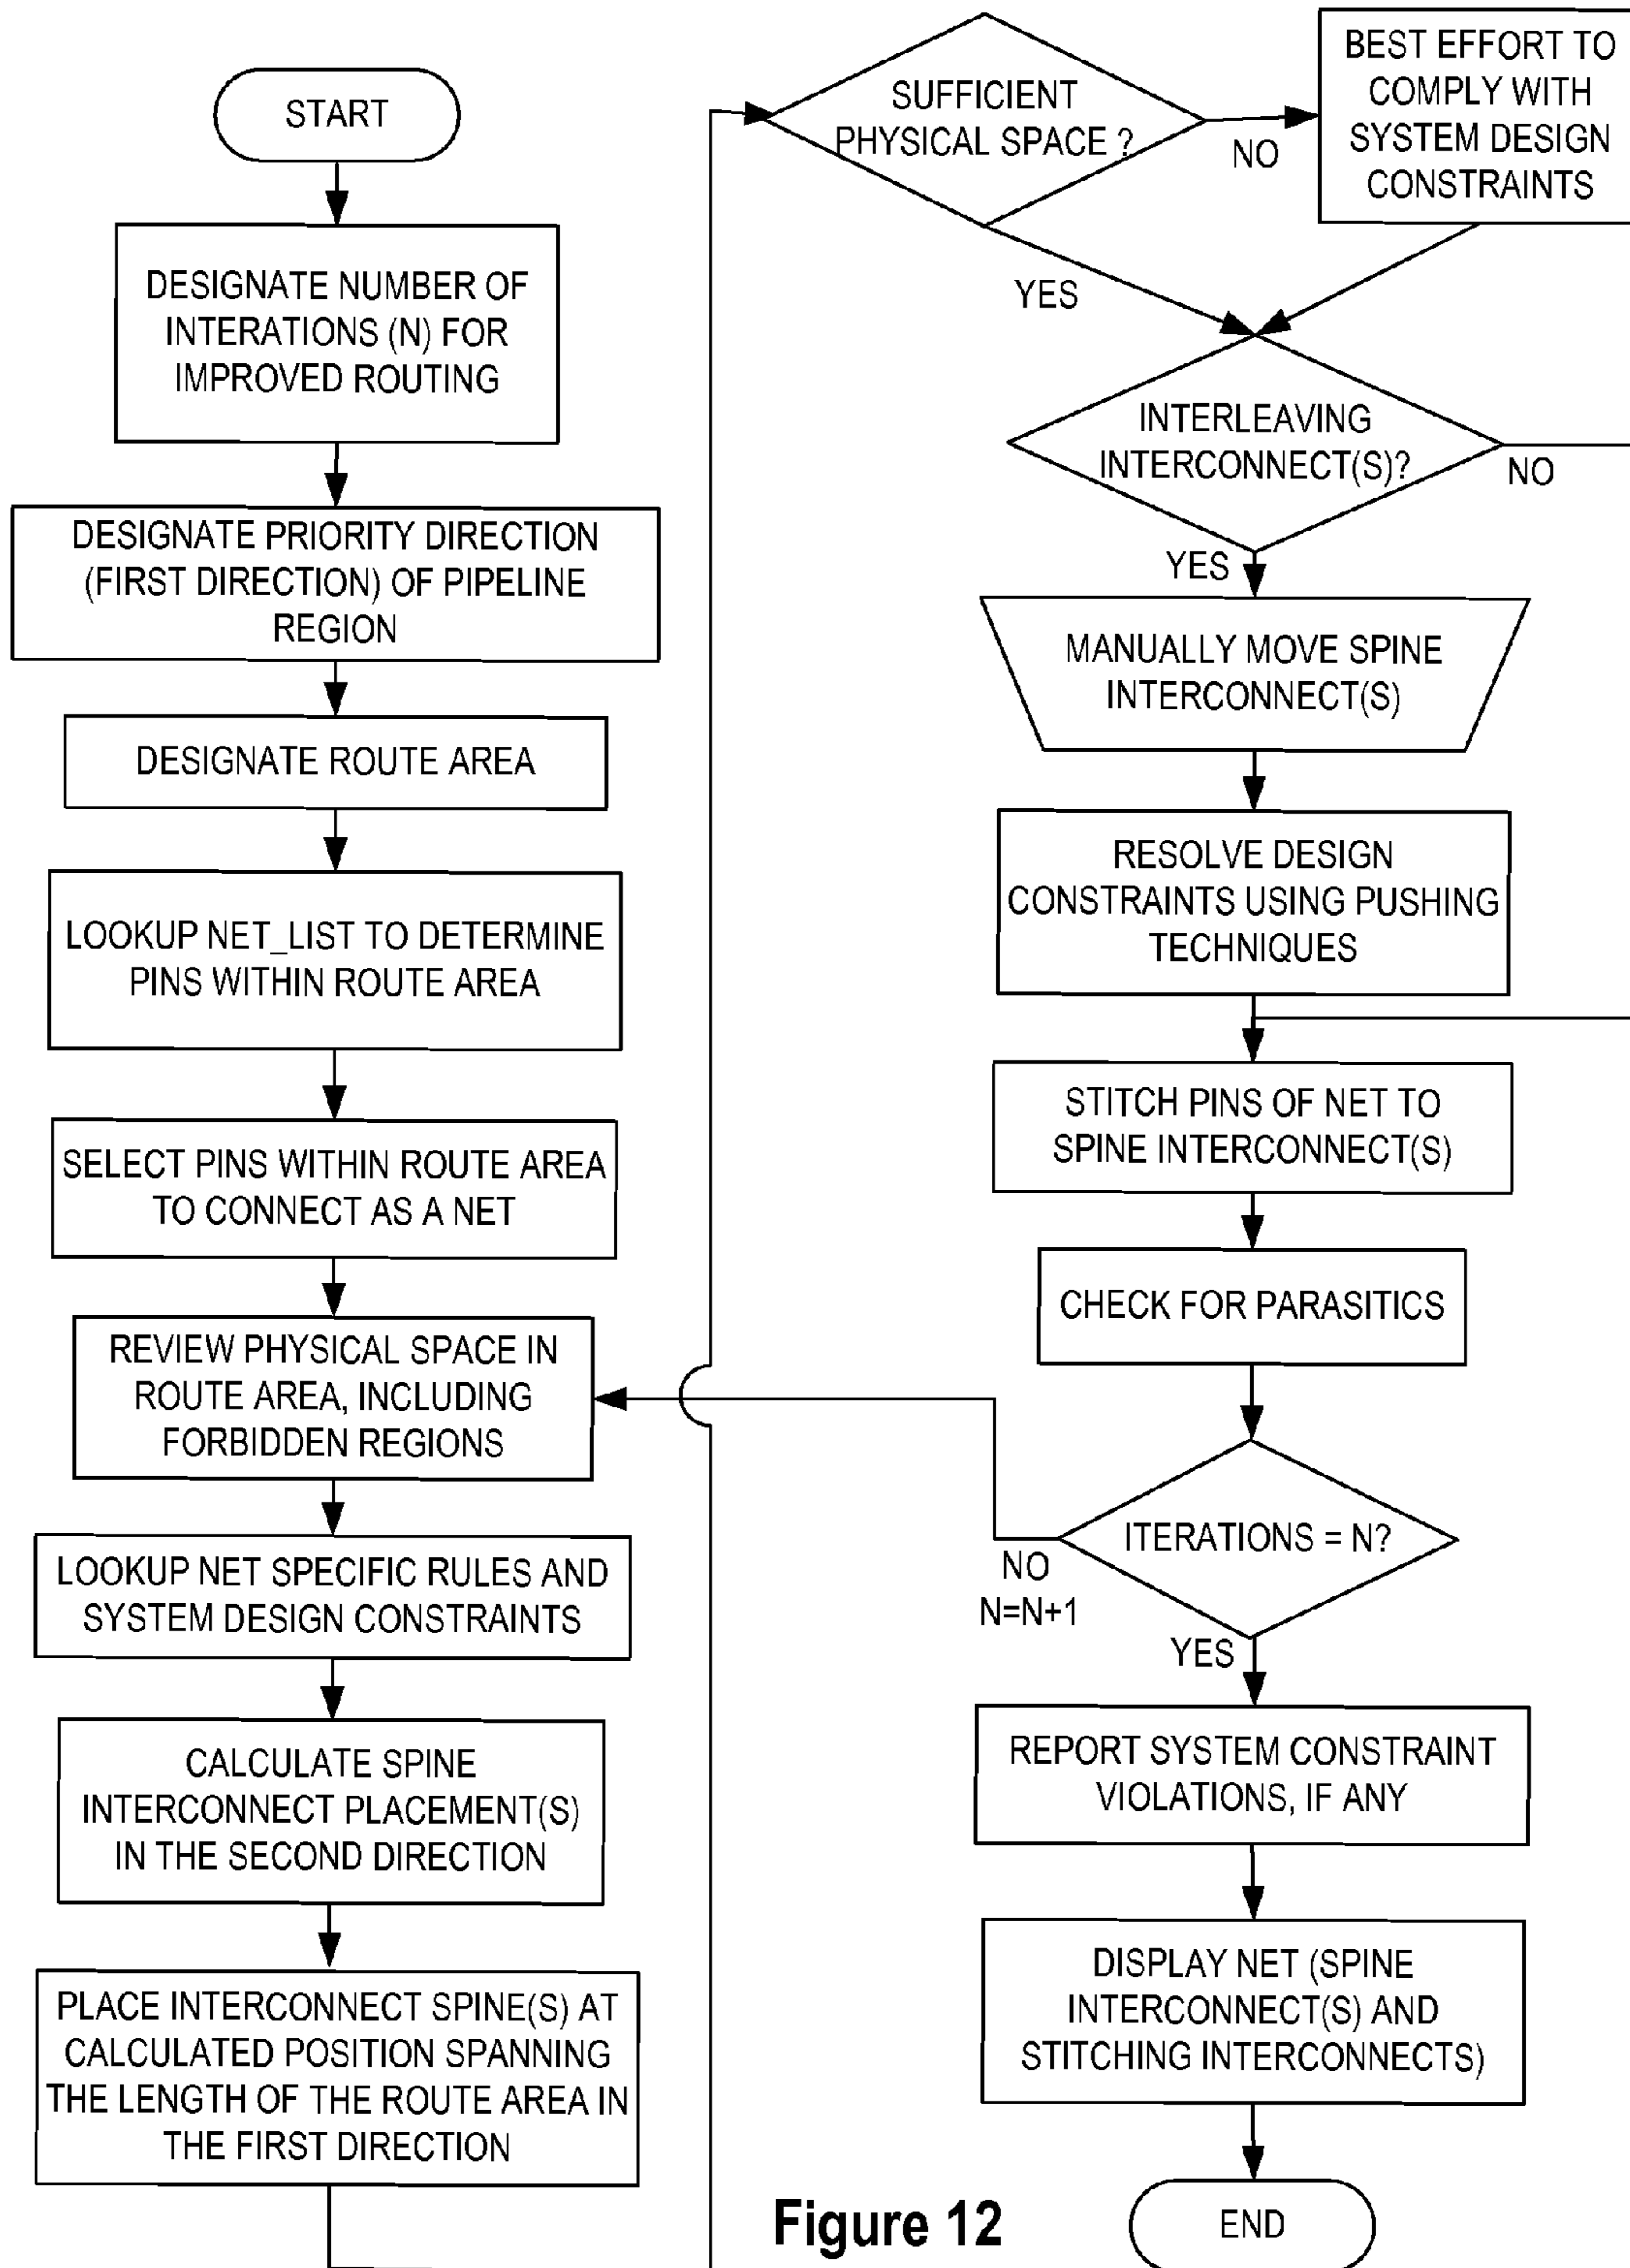 START
DESIGNATE NUMBER OF
INTERATIONS (N) FOR
IMPROVED ROUTING
DESIGNATE PRIORITY DIRECTION
(FIRST DIRECTION) OF PIPELINE
REGION
DESIGNATE ROUTE AREA
LOOKUP NET_LIST TO DETERMINE
PINS WITHIN ROUTE AREA
SELECT PINS WITHIN ROUTE AREA
TO CONNECT AS A NET
REVIEW PHYSICAL SPACE IN
ROUTE AREA, INCLUDING
FORBIDDEN REGIONS
LOOKUP NET SPECIFIC RULES AND
SYSTEM DESIGN CONSTRAINTS
CALCULATE SPINE
INTERCONNECT PLACEMENT(S)
IN THE SECOND DIRECTION
PLACE INTERCONNECT SPINE(S) AT
CALCULATED POSITION SPANNING
THE LENGTH OF THE ROUTE AREA IN
THE FIRST DIRECTION
SUFFICIENT
PHYSICAL SPACE ?
NO
BEST EFFORT TO
COMPLY WITH
SYSTEM DESIGN
CONSTRAINTS
YES
INTERLEAVING
INTERCONNECT(S)?
NO
YES
MANUALLY MOVE SPINE
INTERCONNECT(S)
RESOLVE DESIGN
CONSTRAINTS USING PUSHING
TECHNIQUES
STITCH PINS OF NET TO
SPINE INTERCONNECT(S)
CHECK FOR PARASITICS
ITERATIONS = N?
NO
N=N+1
YES
REPORT SYSTEM CONSTRAINT
VIOLATIONS, IF ANY
DISPLAY NET (SPINE
INTERCONNECT(S) AND
STITCHING INTERCONNECTS)
END
Figure 12